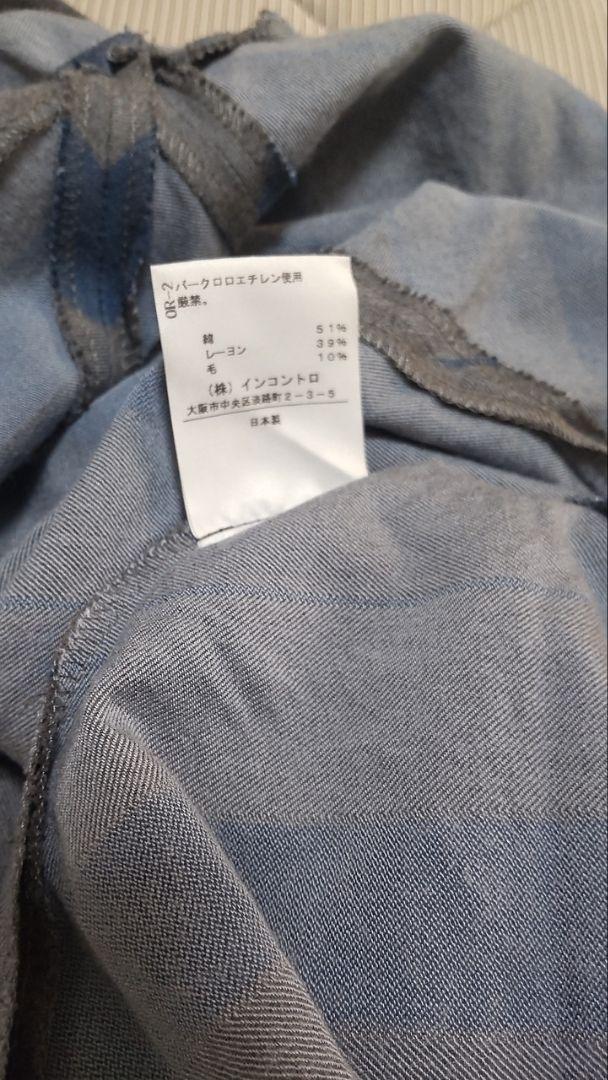 OR-2
パークロロエチレン使用
厳禁。
綿 51%
レーヨン 39%
毛 10%
(株) インコントロ
大阪市中央区淡路町2-3-5
日本製